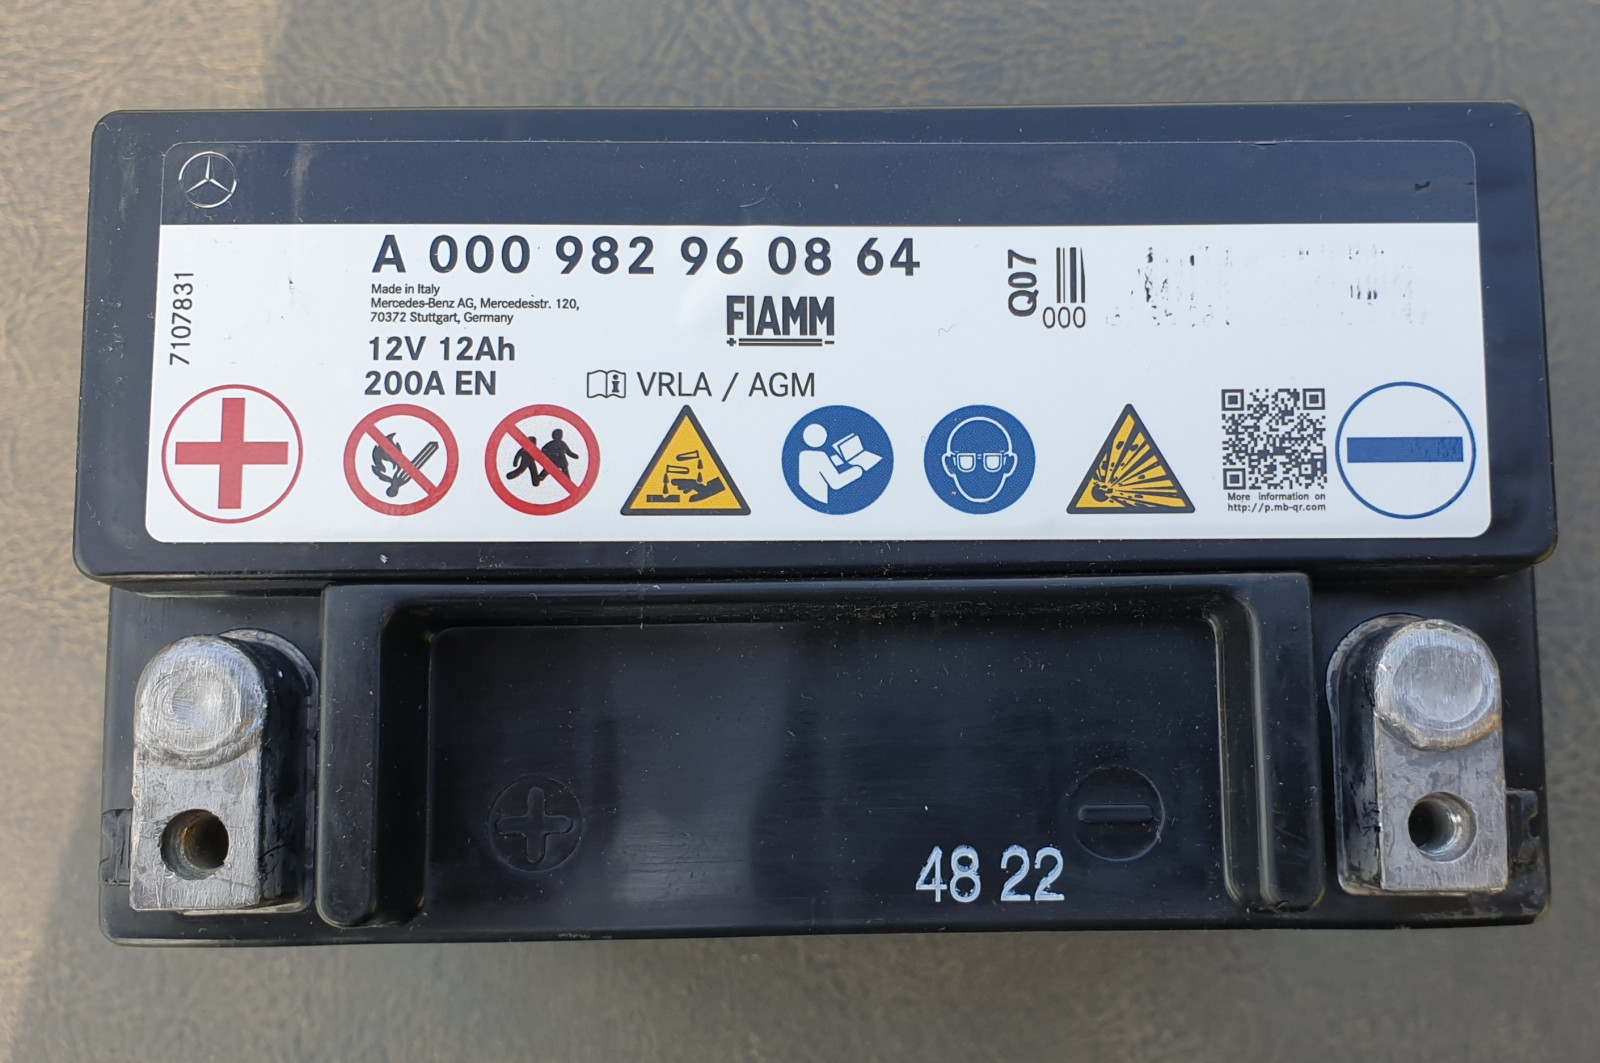 A 000 982 96 08 64
Made in Italy
Mercedes-Benz AG, Mercedesstr. 120,
70372 Stuttgart, Germany
FIAMM
12V 12Ah
200A EN
VRLA / AGM
7107831
Q07
000
More information on
http://p.mb-qr.com
48 22